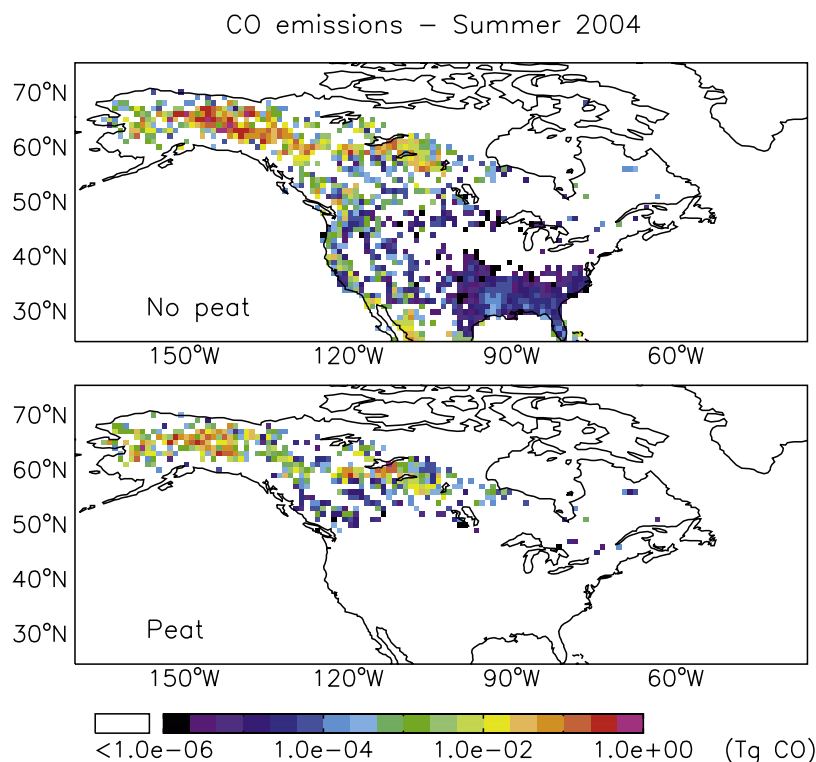 CO emissions – Summer 2004
70°N
60°N
50°N
40°N
30°N
No peat
150°W 120°W 90°W 60°W
70°N
60°N
50°N
40°N
30°N
Peat
150°W 120°W 90°W 60°W
<1.0e−06 1.0e−04 1.0e−02 1.0e+00 (Tg CO)